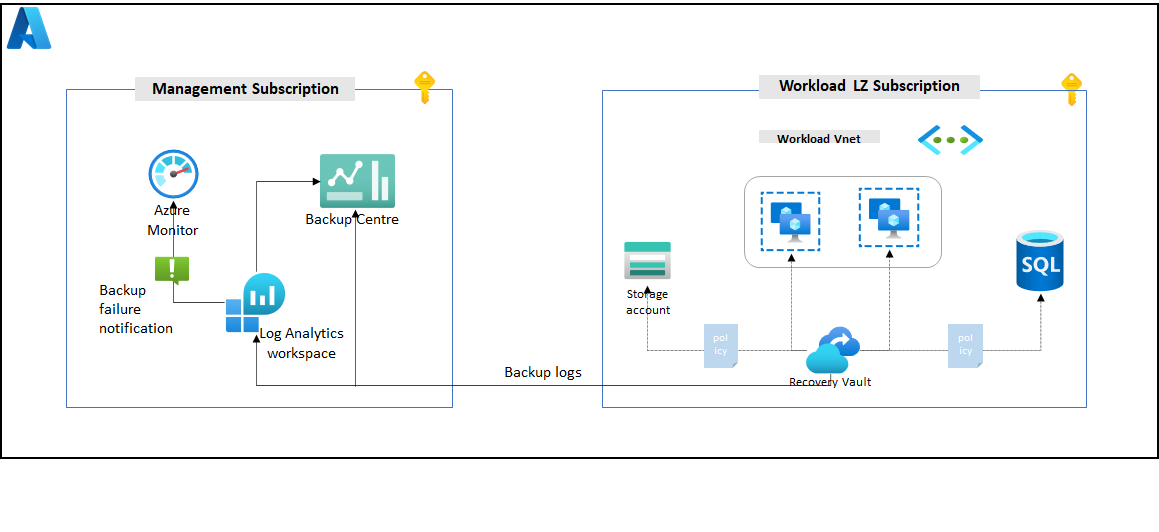 Management Subscription
Workload LZ Subscription
Workload Vnet
Azure
Monitor
Backup Centre
Backup
failure
notification
Log Analytics
workspace
Backup logs
Storage
account
pol
icy
Recovery Vault
pol
icy
SQL